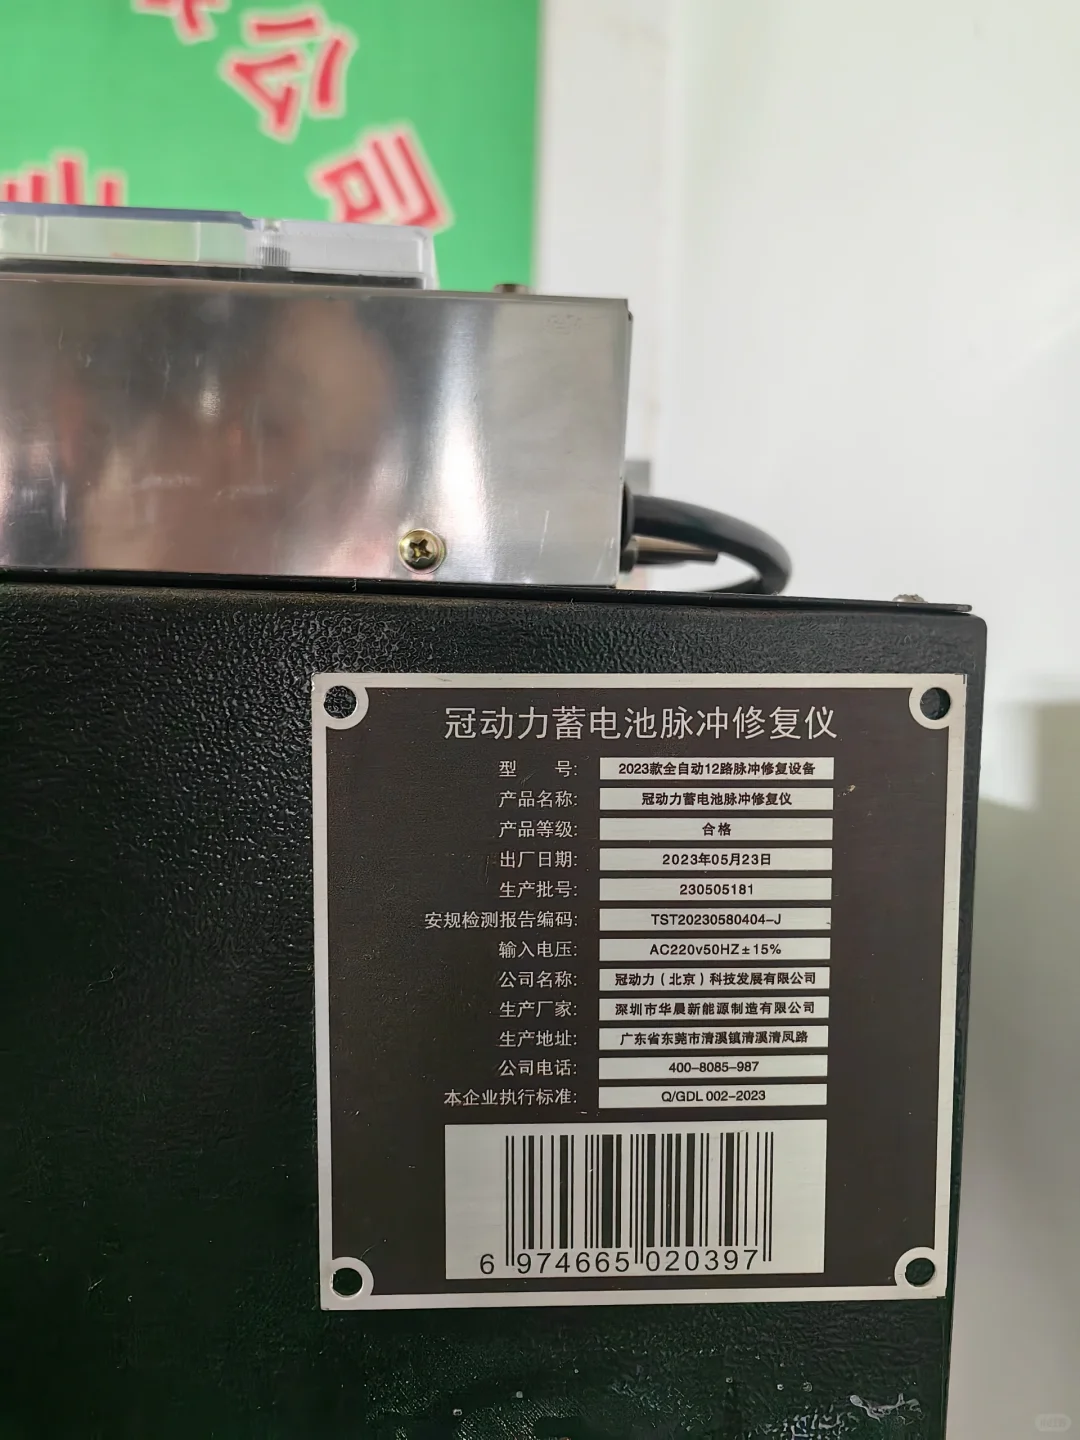 公
司
冠动力蓄电池脉冲修复仪
型 号: 2023款全自动12路脉冲修复设备
产品名称: 冠动力蓄电池脉冲修复仪
产品等级: 合格
出厂日期: 2023年05月23日
生产批号: 230505181
安规检测报告编码: TST20230580404-J
输入电压: AC220v50HZ±15%
公司名称: 冠动力(北京)科技发展有限公司
生产厂家: 深圳市华晨新能源制造有限公司
生产地址: 广东省东莞市清溪镇清溪清凤路
公司电话: 400-8085-987
本企业执行标准: Q/GDL 002-2023
6 974665 020397